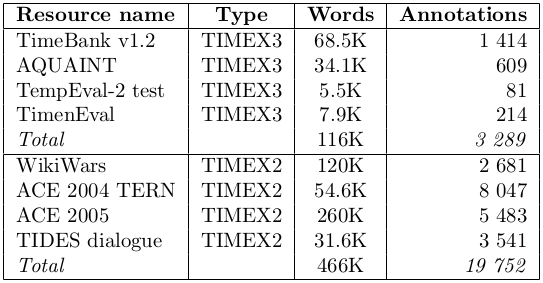 Resource name Type Words Annotations
TimeBank v1.2 TIMEX3 68.5K 1 414
AQUAINT TIMEX3 34.1K 609
TempEval-2 test TIMEX3 5.5K 81
TimenEval TIMEX3 7.9K 214
Total 116K 3 289
WikiWars TIMEX2 120K 2 681
ACE 2004 TERN TIMEX2 54.6K 8 047
ACE 2005 TIMEX2 260K 5 483
TIDES dialogue TIMEX2 31.6K 3 541
Total 466K 19 752